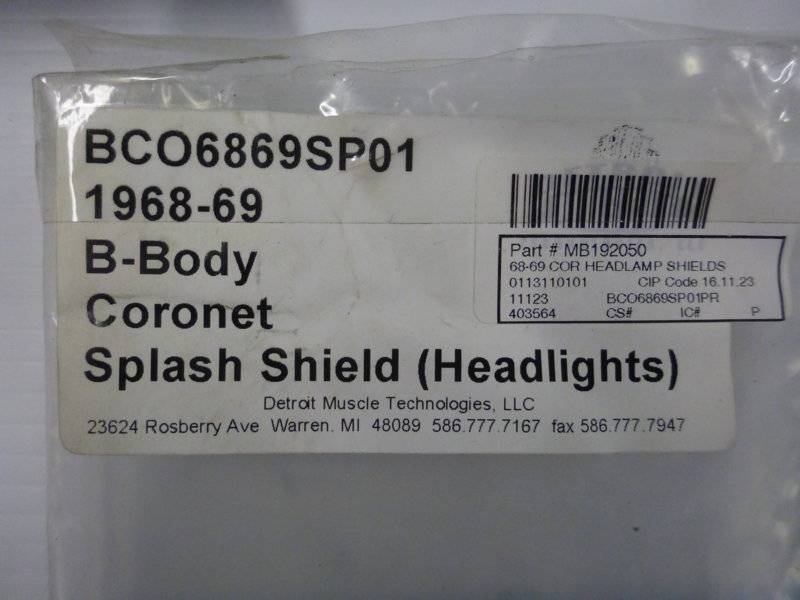 BCO6869SP01
1968-69
B-Body
Coronet
Splash Shield (Headlights)
Detroit Muscle Technologies, LLC
23624 Rosberry Ave Warren. MI 48089 586.777.7167 fax 586.777.7947
Part # MB192050
68-69 COR HEADLAMP SHIELDS
0113110101 CIP Code 16.11.23
11123 BCO6869SP01PR
403564 CS# IC# P